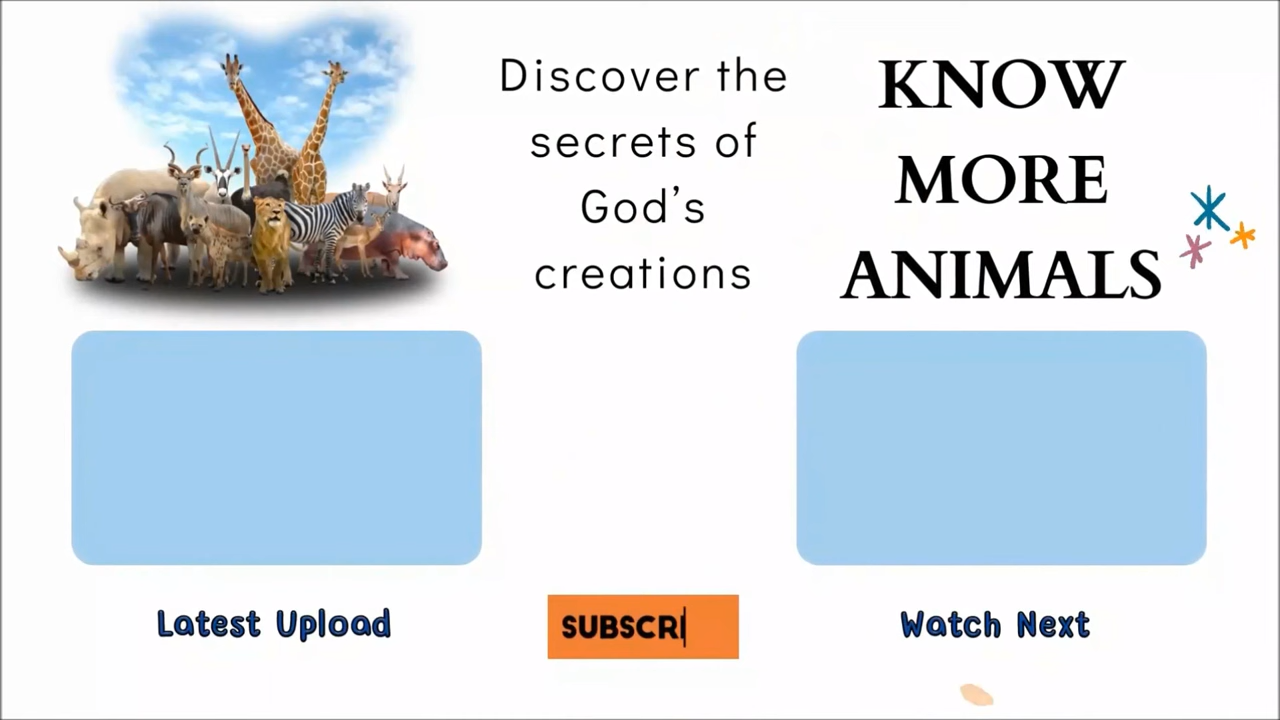 Discover the
secrets of
God's
creations
KNOW
MORE
ANIMALS
Latest Upload
SUBSCRI
Watch Next